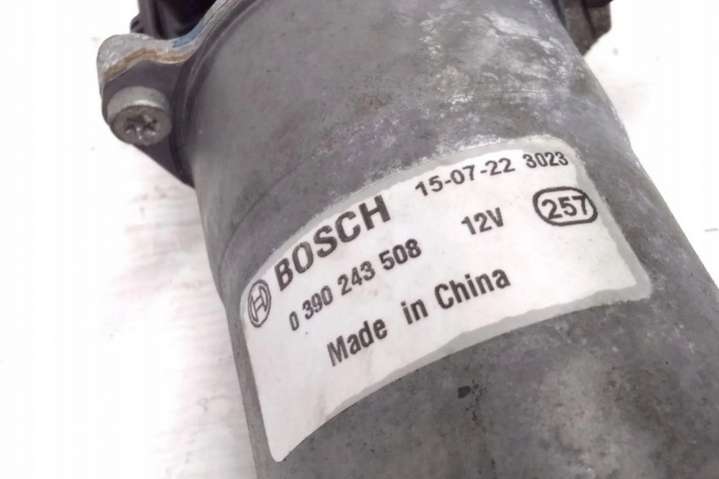 BOSCH 15-07-22 3023
0 390 243 508 12V 257
Made in China